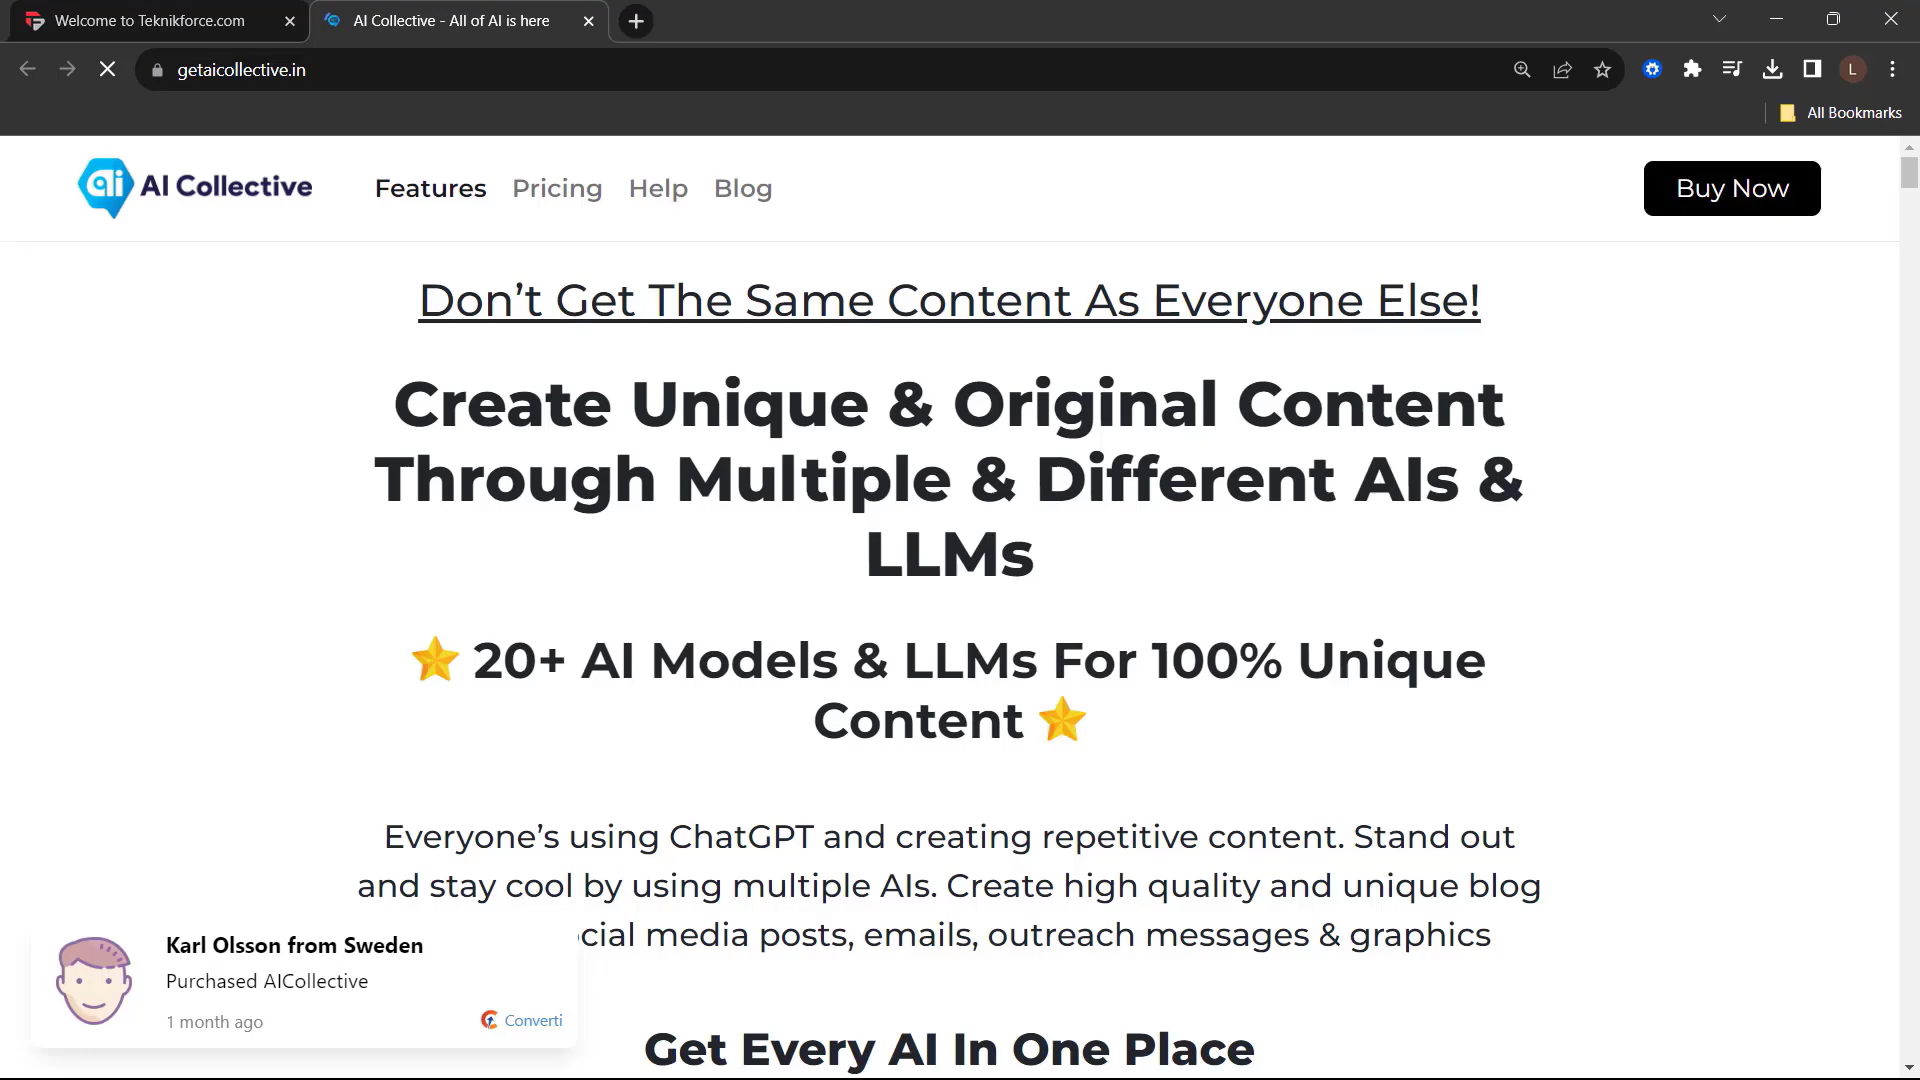 Welcome to Teknikforce.com
AI Collective - All of AI is here
getaicollective.in
L
All Bookmarks
ai AI Collective
Features Pricing Help Blog
Buy Now
Don’t Get The Same Content As Everyone Else!
Create Unique & Original Content
Through Multiple & Different AIs &
LLMs
20+ AI Models & LLMs For 100% Unique
Content
Everyone’s using ChatGPT and creating repetitive content. Stand out
and stay cool by using multiple AIs. Create high quality and unique blog
cial media posts, emails, outreach messages & graphics
Karl Olsson from Sweden
Purchased AICollective
1 month ago
Converti
Get Every AI In One Place